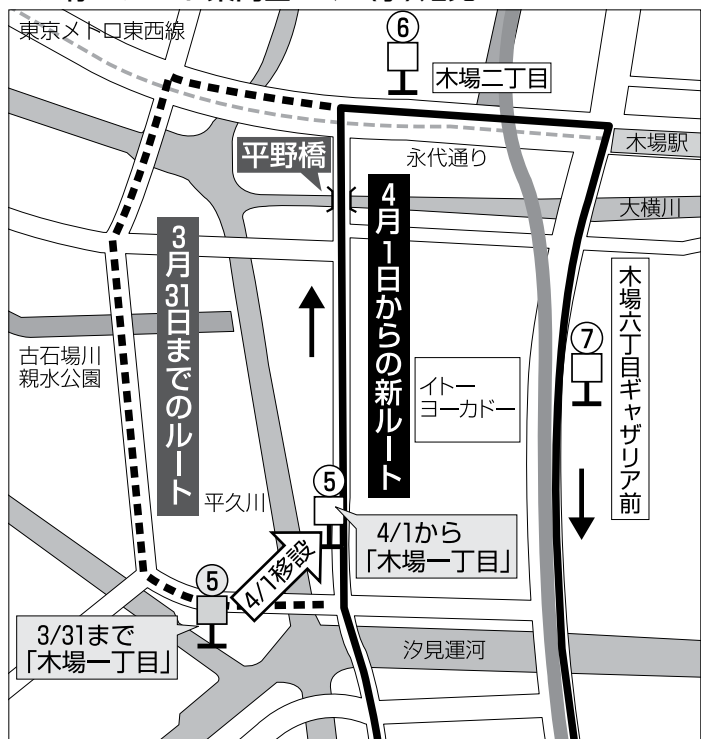 東京メトロ東西線
⑥
木場二丁目
平野橋
永代通り
木場駅
大横川
3月31日までのルート
4月1日からの新ルート
木場六丁目ギャザリア前
⑦
古石場川
親水公園
イトー
ヨーカドー
平久川
⑤
4/1から
「木場一丁目」
4/1移設
⑤
3/31まで
「木場一丁目」
汐見運河